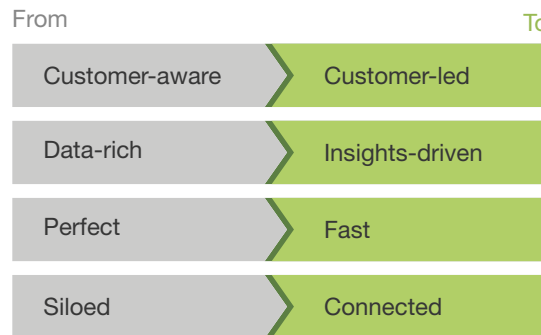 From To
Customer-aware Customer-led
Data-rich Insights-driven
Perfect Fast
Siloed Connected